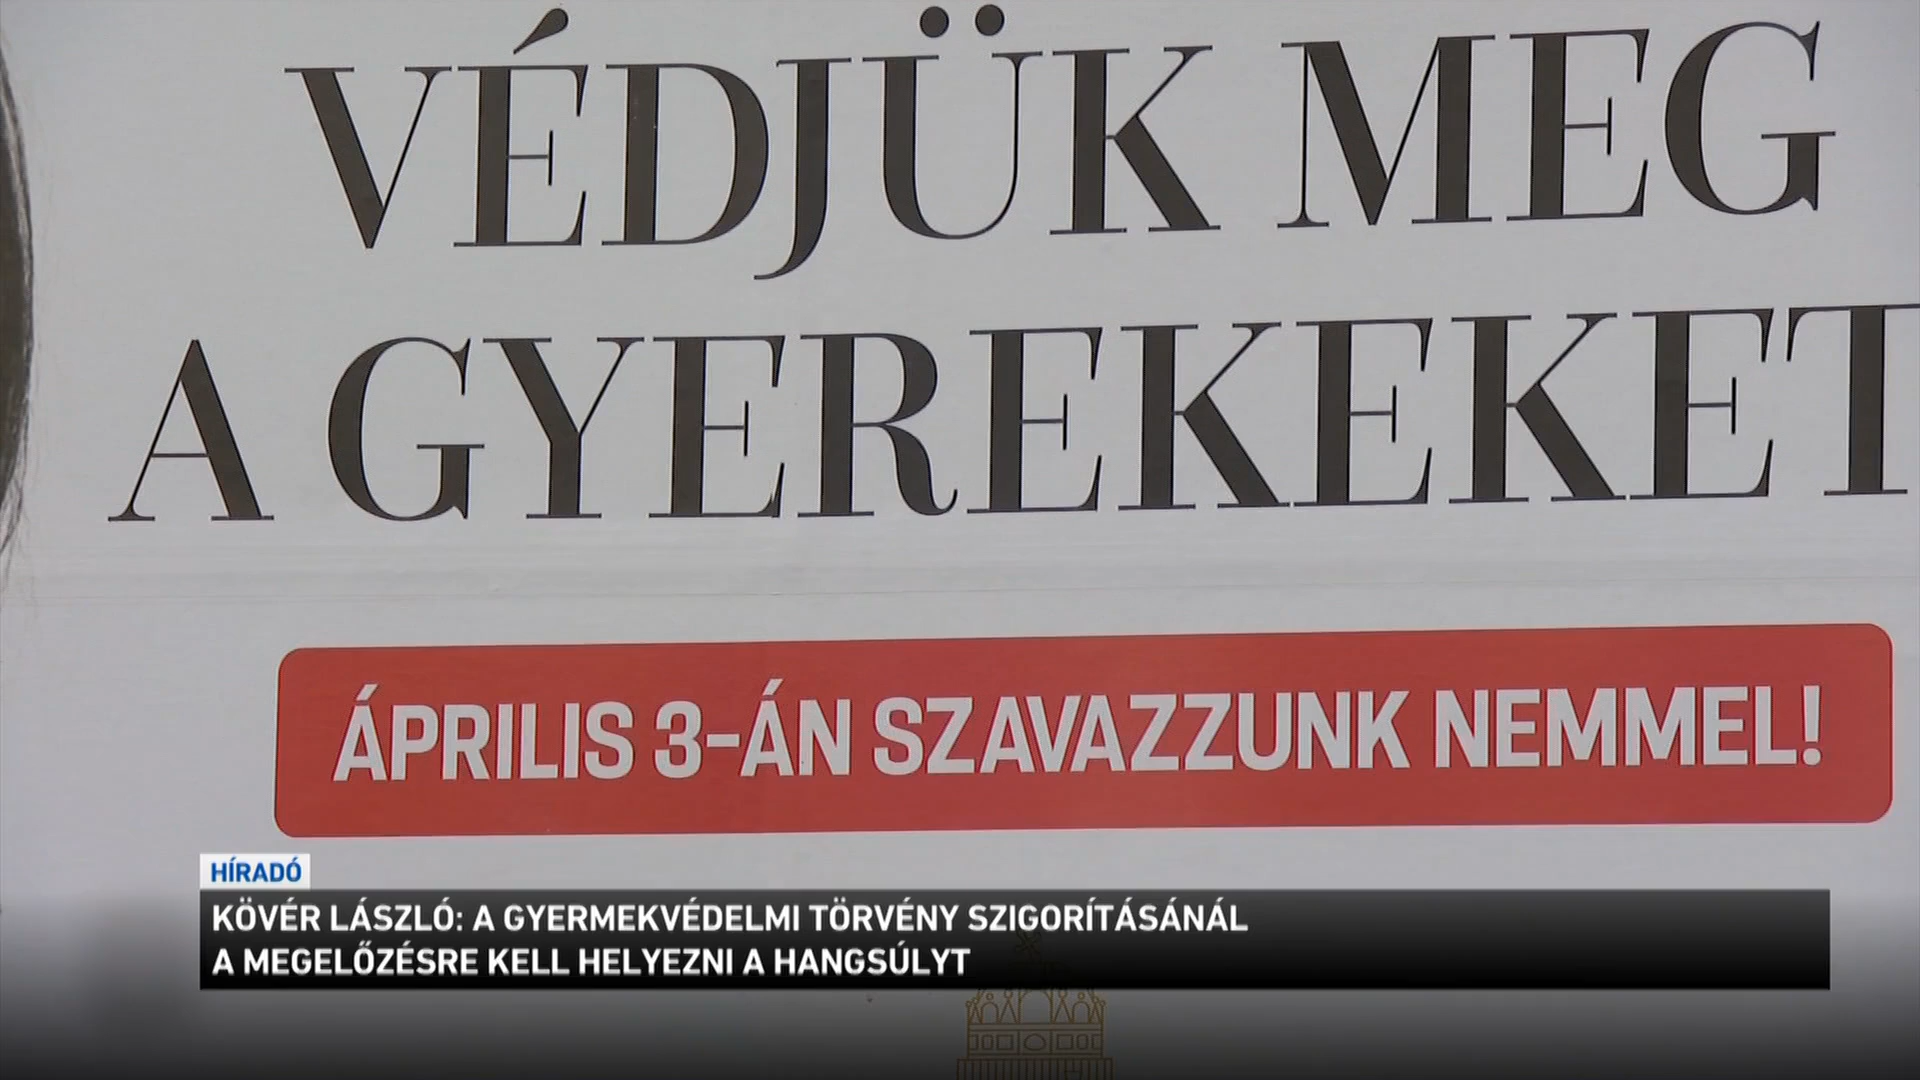 VÉDJÜK MEG
A GYEREKEKET
ÁPRILIS 3-ÁN SZAVAZZUNK NEMMEL!
HÍRADÓ
KÖVÉR LÁSZLÓ: A GYERMEKVÉDELMI TÖRVÉNY SZIGORÍTÁSÁNÁL
A MEGELŐZÉSRE KELL HELYEZNI A HANGSÚLYT